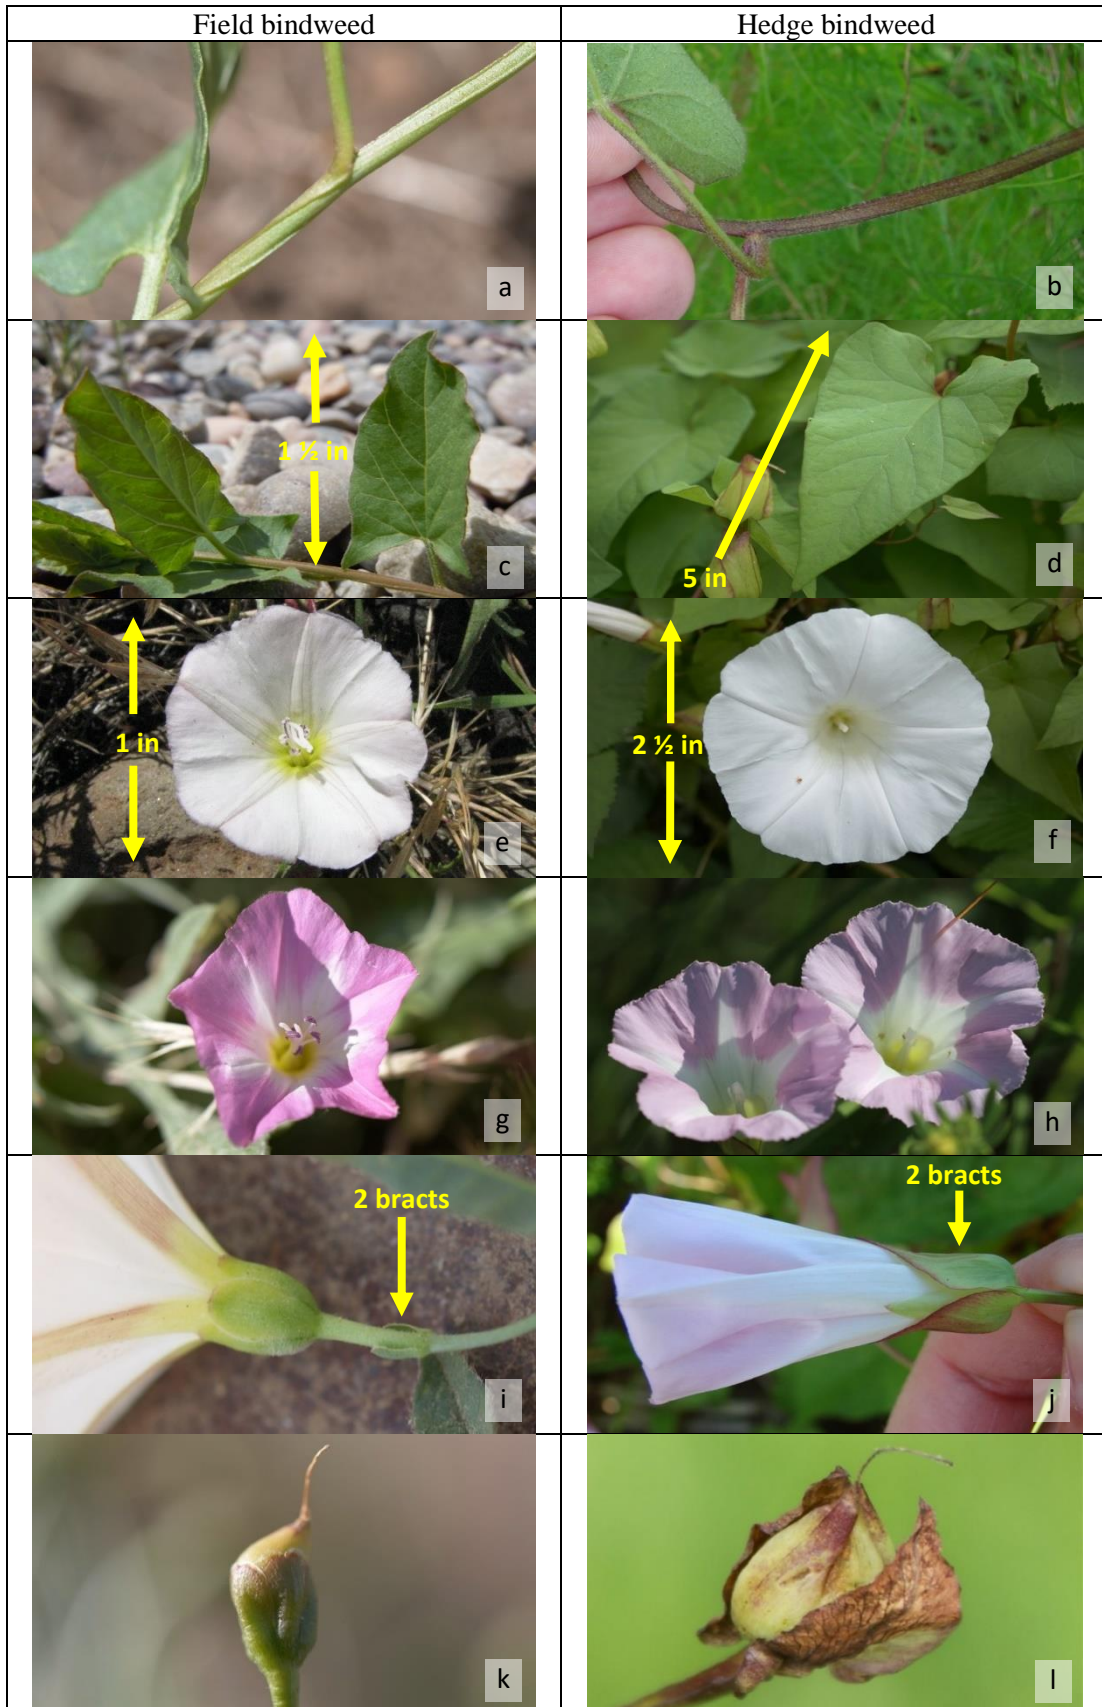 Field bindweed
Hedge bindweed
a
b
1 ½ in
c
5 in
d
1 in
e
2 ½ in
f
g
h
2 bracts
i
2 bracts
j
k
l